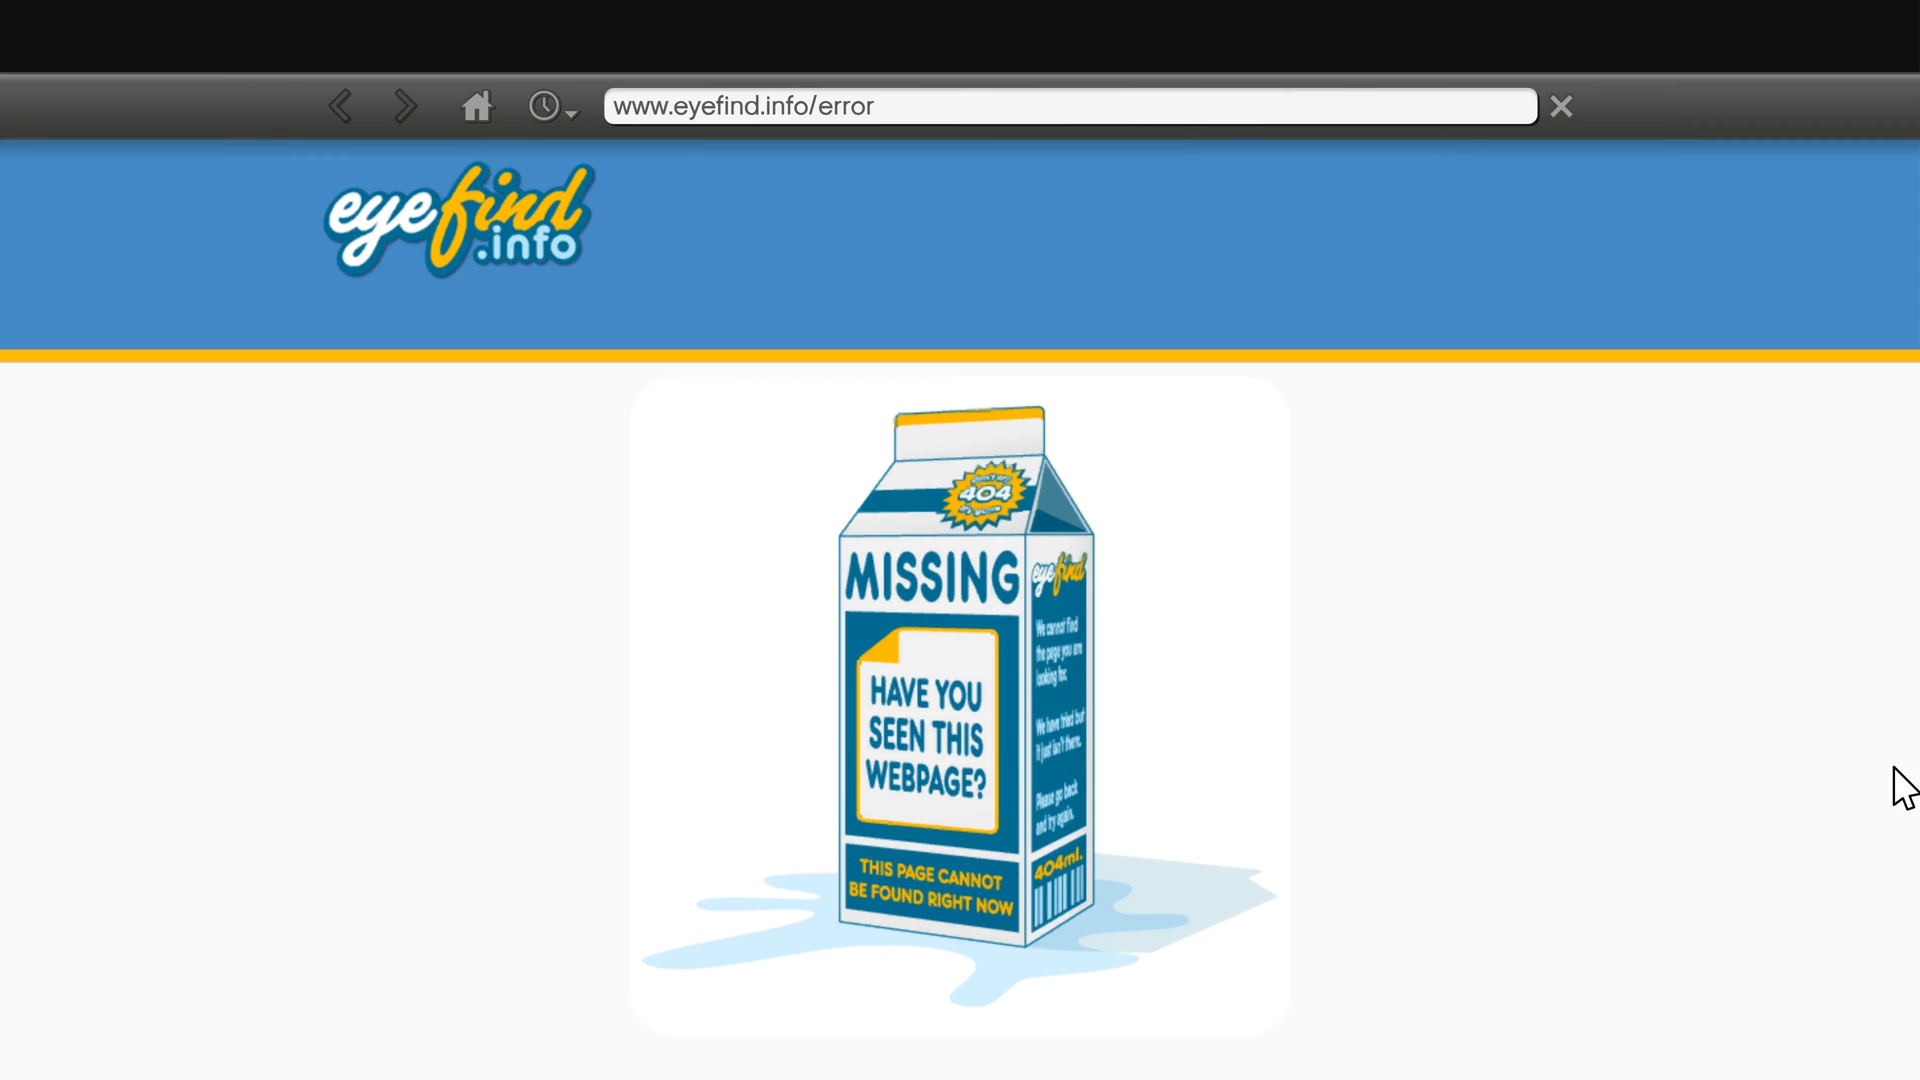 www.eyefind.info/error
eyefind
.info
404
MISSING
HAVE YOU
SEEN THIS
WEBPAGE?
THIS PAGE CANNOT
BE FOUND RIGHT NOW
eyefind
We cannot find
the page you are
looking for.
We have tried but
it just isn't there.
Please go back
and try again.
404ml.